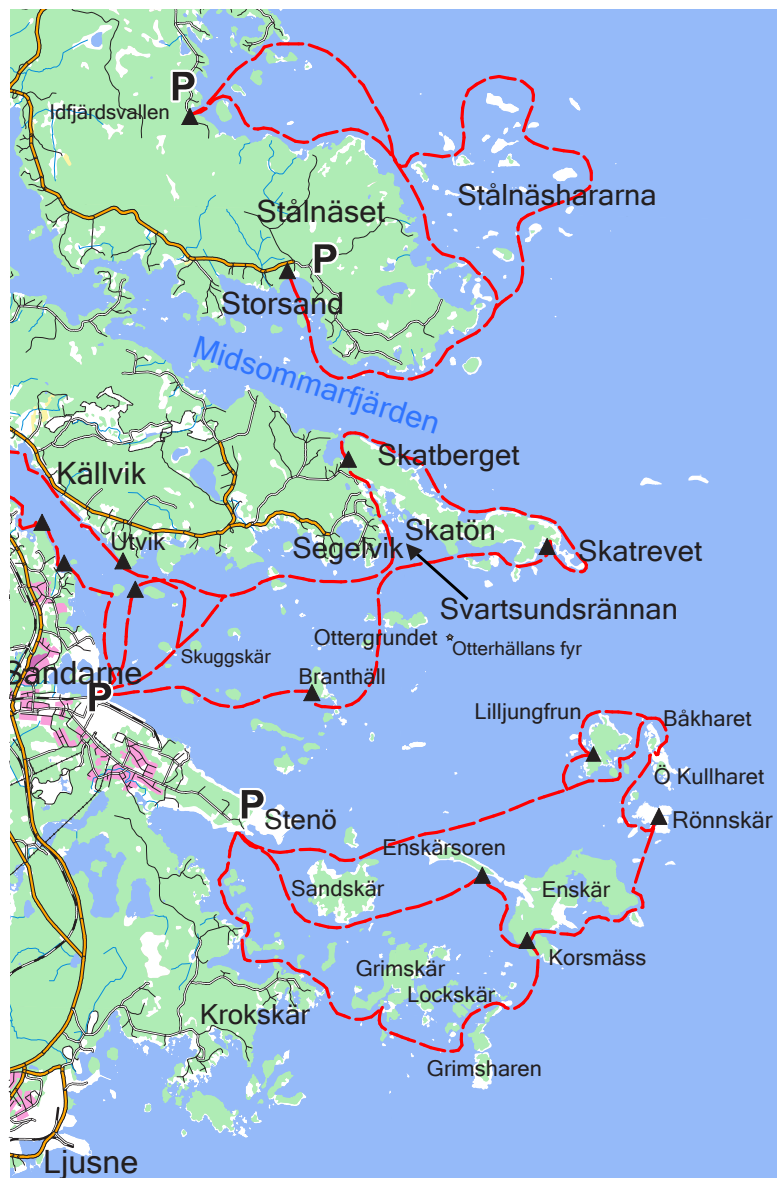 P
Idfjärdsvallen
Stålnäshararna
Stålnäset
P
Storsand
Midsommarfjärden
Skatberget
Källvik
Skatön
Utvik
Segelvik
Skatrevet
Svartsundsrännan
Ottergrundet
Otterhällans fyr
Skuggskär
Sandarne
Branthäll
P
Lilljungfrun
Båkharet
Ö Kullharet
P
Stenö
Rönnskär
Enskärsoren
Sandskär
Enskär
Korsmäss
Grimskär
Lockskär
Krokskär
Grimsharen
Ljusne